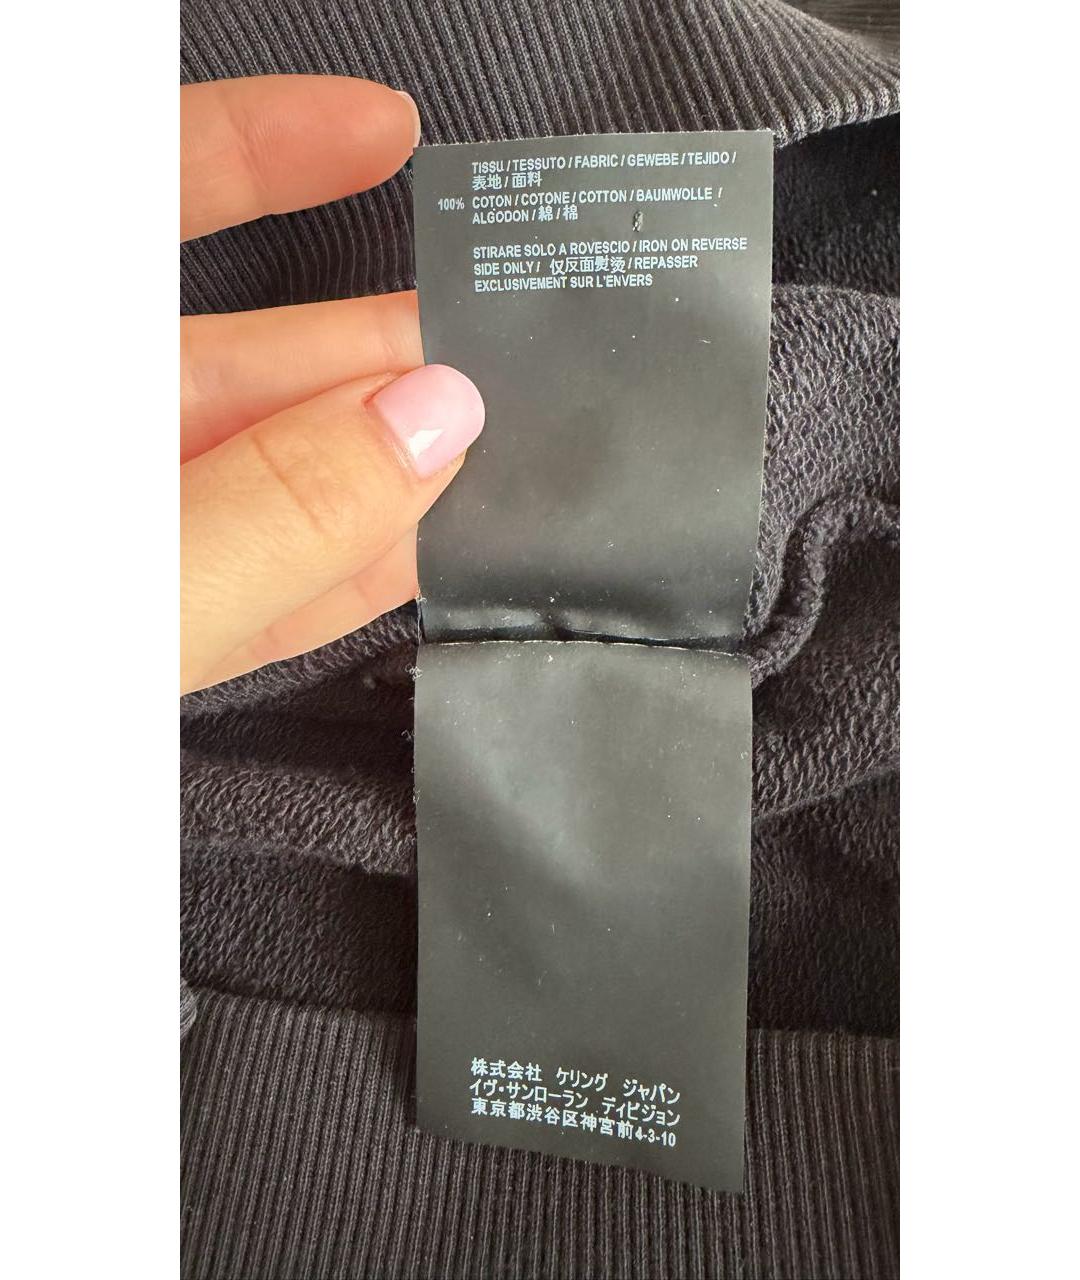 TISSU / TESSUTO / FABRIC / GEWEBE / TEJIDO /
表地 / 面料
100% COTON / COTONE / COTTON / BAUMWOLLE /
ALGODON / 綿 / 棉
STIRARE SOLO A ROVESCIO / IRON ON REVERSE
SIDE ONLY / 仅反面熨烫 / REPASSER
EXCLUSIVEMENT SUR L'ENVERS
株式会社 ケリング ジャパン
イヴ・サンローラン ディビジョン
東京都渋谷区神宮前4-3-10